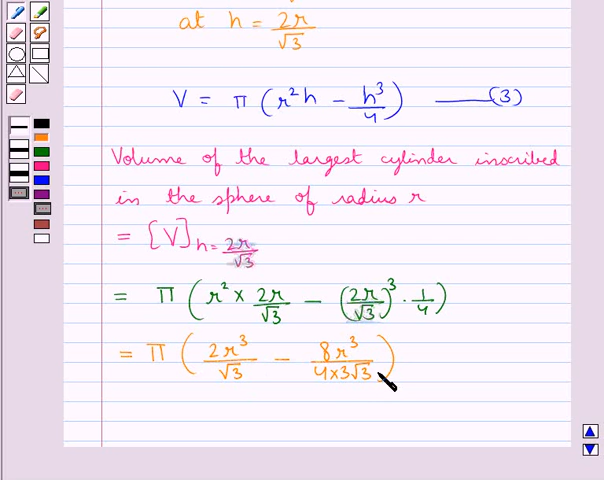 at h = 2r/√3
V = π (r²h − h³/4) ——(3)
Volume of the largest cylinder inscribed
in the sphere of radius r
= [V]h=2r/√3
= π (r² × 2r/√3 − (2r/√3)³ · 1/4)
= π (2r³/√3 − 8r³/4×3√3)